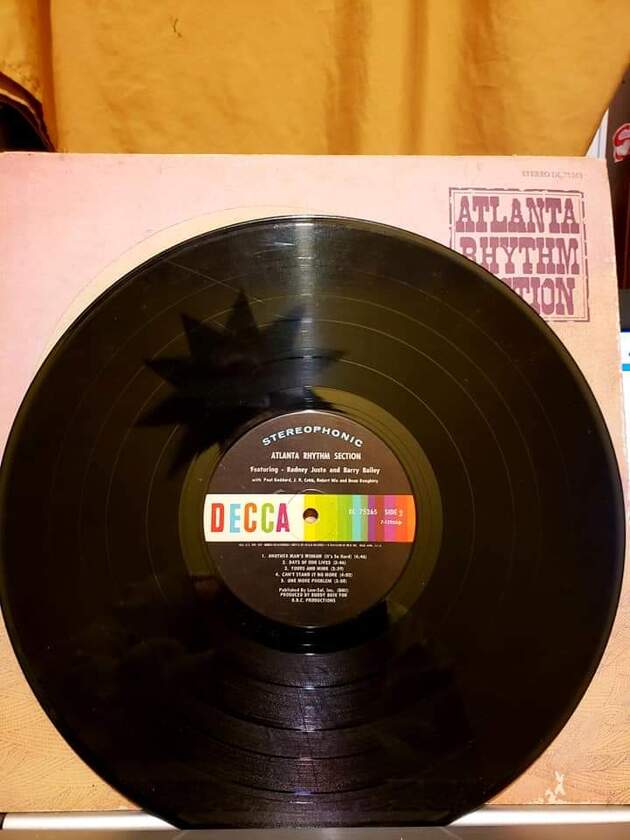 STEREO DL 75265
ATLANTA
RHYTHM
TION
STEREOPHONIC
ATLANTA RHYTHM SECTION
Featuring - Rodney Justo and Barry Bailey
with Paul Goddard, J. R. Cobb, Robert Nix and Dean Daughtry
DECCA
DL 75265 SIDE 2
1. ANOTHER MAN'S WOMAN (It's So Hard) (4:46)
2. DAYS OF OUR LIVES (3:46)
3. YOURS AND MINE (3:39)
4. CAN'T STAND IT NO MORE (4:02)
5. ONE MORE PROBLEM (3:50)
Published By Low-Sal, Inc. (BMI)
PRODUCED BY BUDDY BUIE FOR
B.B.C. PRODUCTIONS
2X